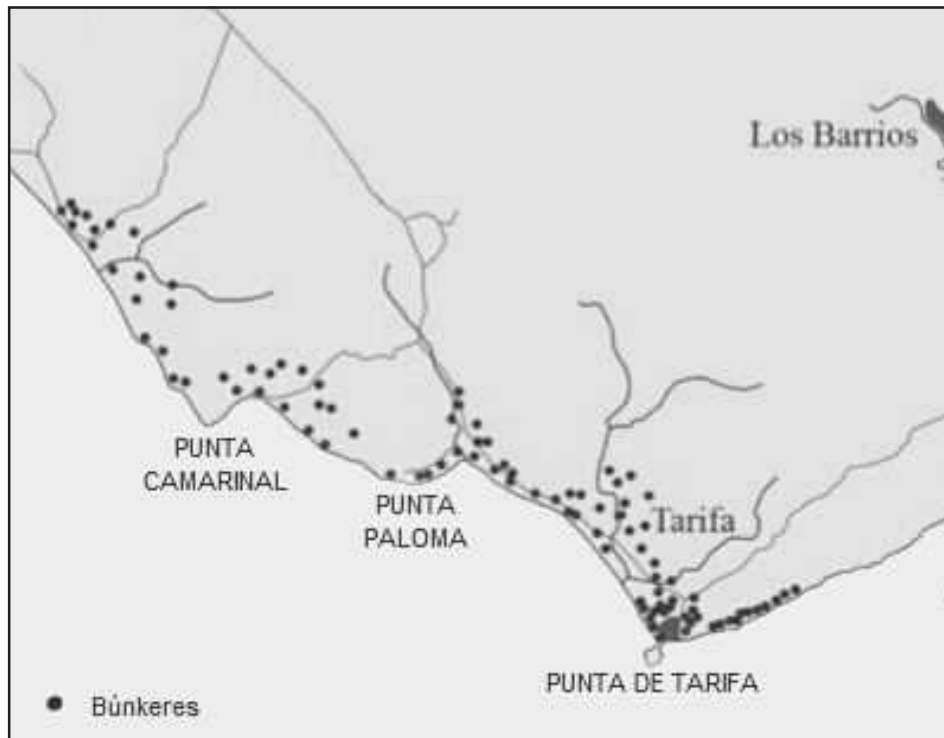 Los Barrios
PUNTA
CAMARINAL
PUNTA
PALOMA
Tarifa
PUNTA DE TARIFA
Búnkeres